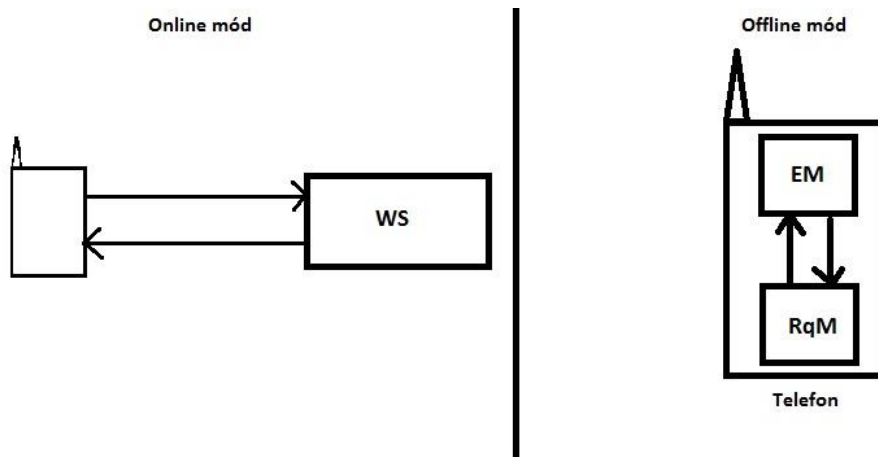 Online mód
WS
Offline mód
EM
RqM
Telefon